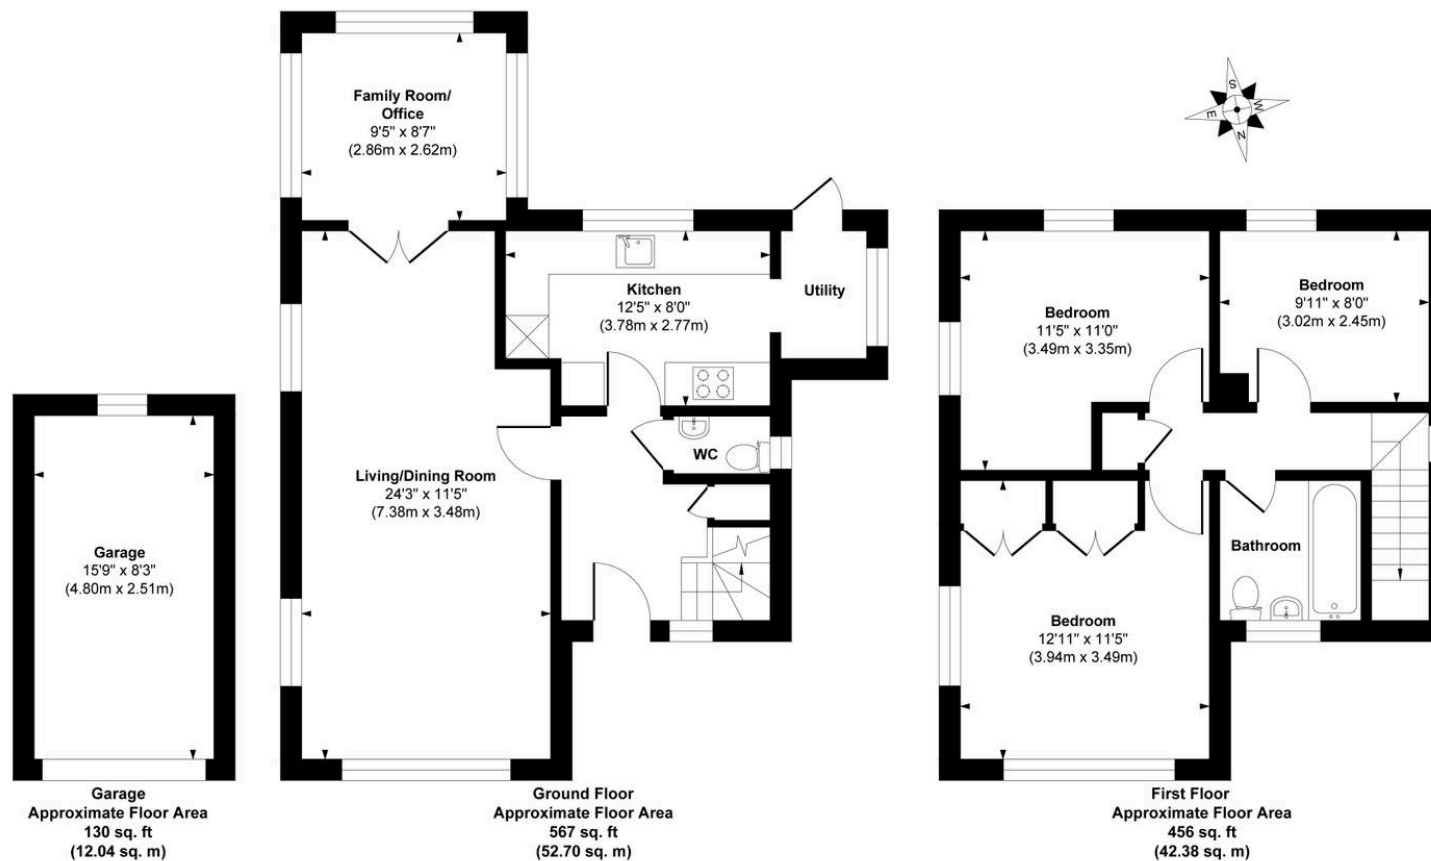 Family Room/
Office
9'5" x 8'7"
(2.86m x 2.62m)
S
W
E
N
Kitchen
12'5" x 8'0"
(3.78m x 2.77m)
Utility
Bedroom
11'5" x 11'0"
(3.49m x 3.35m)
Bedroom
9'11" x 8'0"
(3.02m x 2.45m)
WC
Living/Dining Room
24'3" x 11'5"
(7.38m x 3.48m)
Garage
15'9" x 8'3"
(4.80m x 2.51m)
Bathroom
Bedroom
12'11" x 11'5"
(3.94m x 3.49m)
Garage
Approximate Floor Area
130 sq. ft
(12.04 sq. m)
Ground Floor
Approximate Floor Area
567 sq. ft
(52.70 sq. m)
First Floor
Approximate Floor Area
456 sq. ft
(42.38 sq. m)